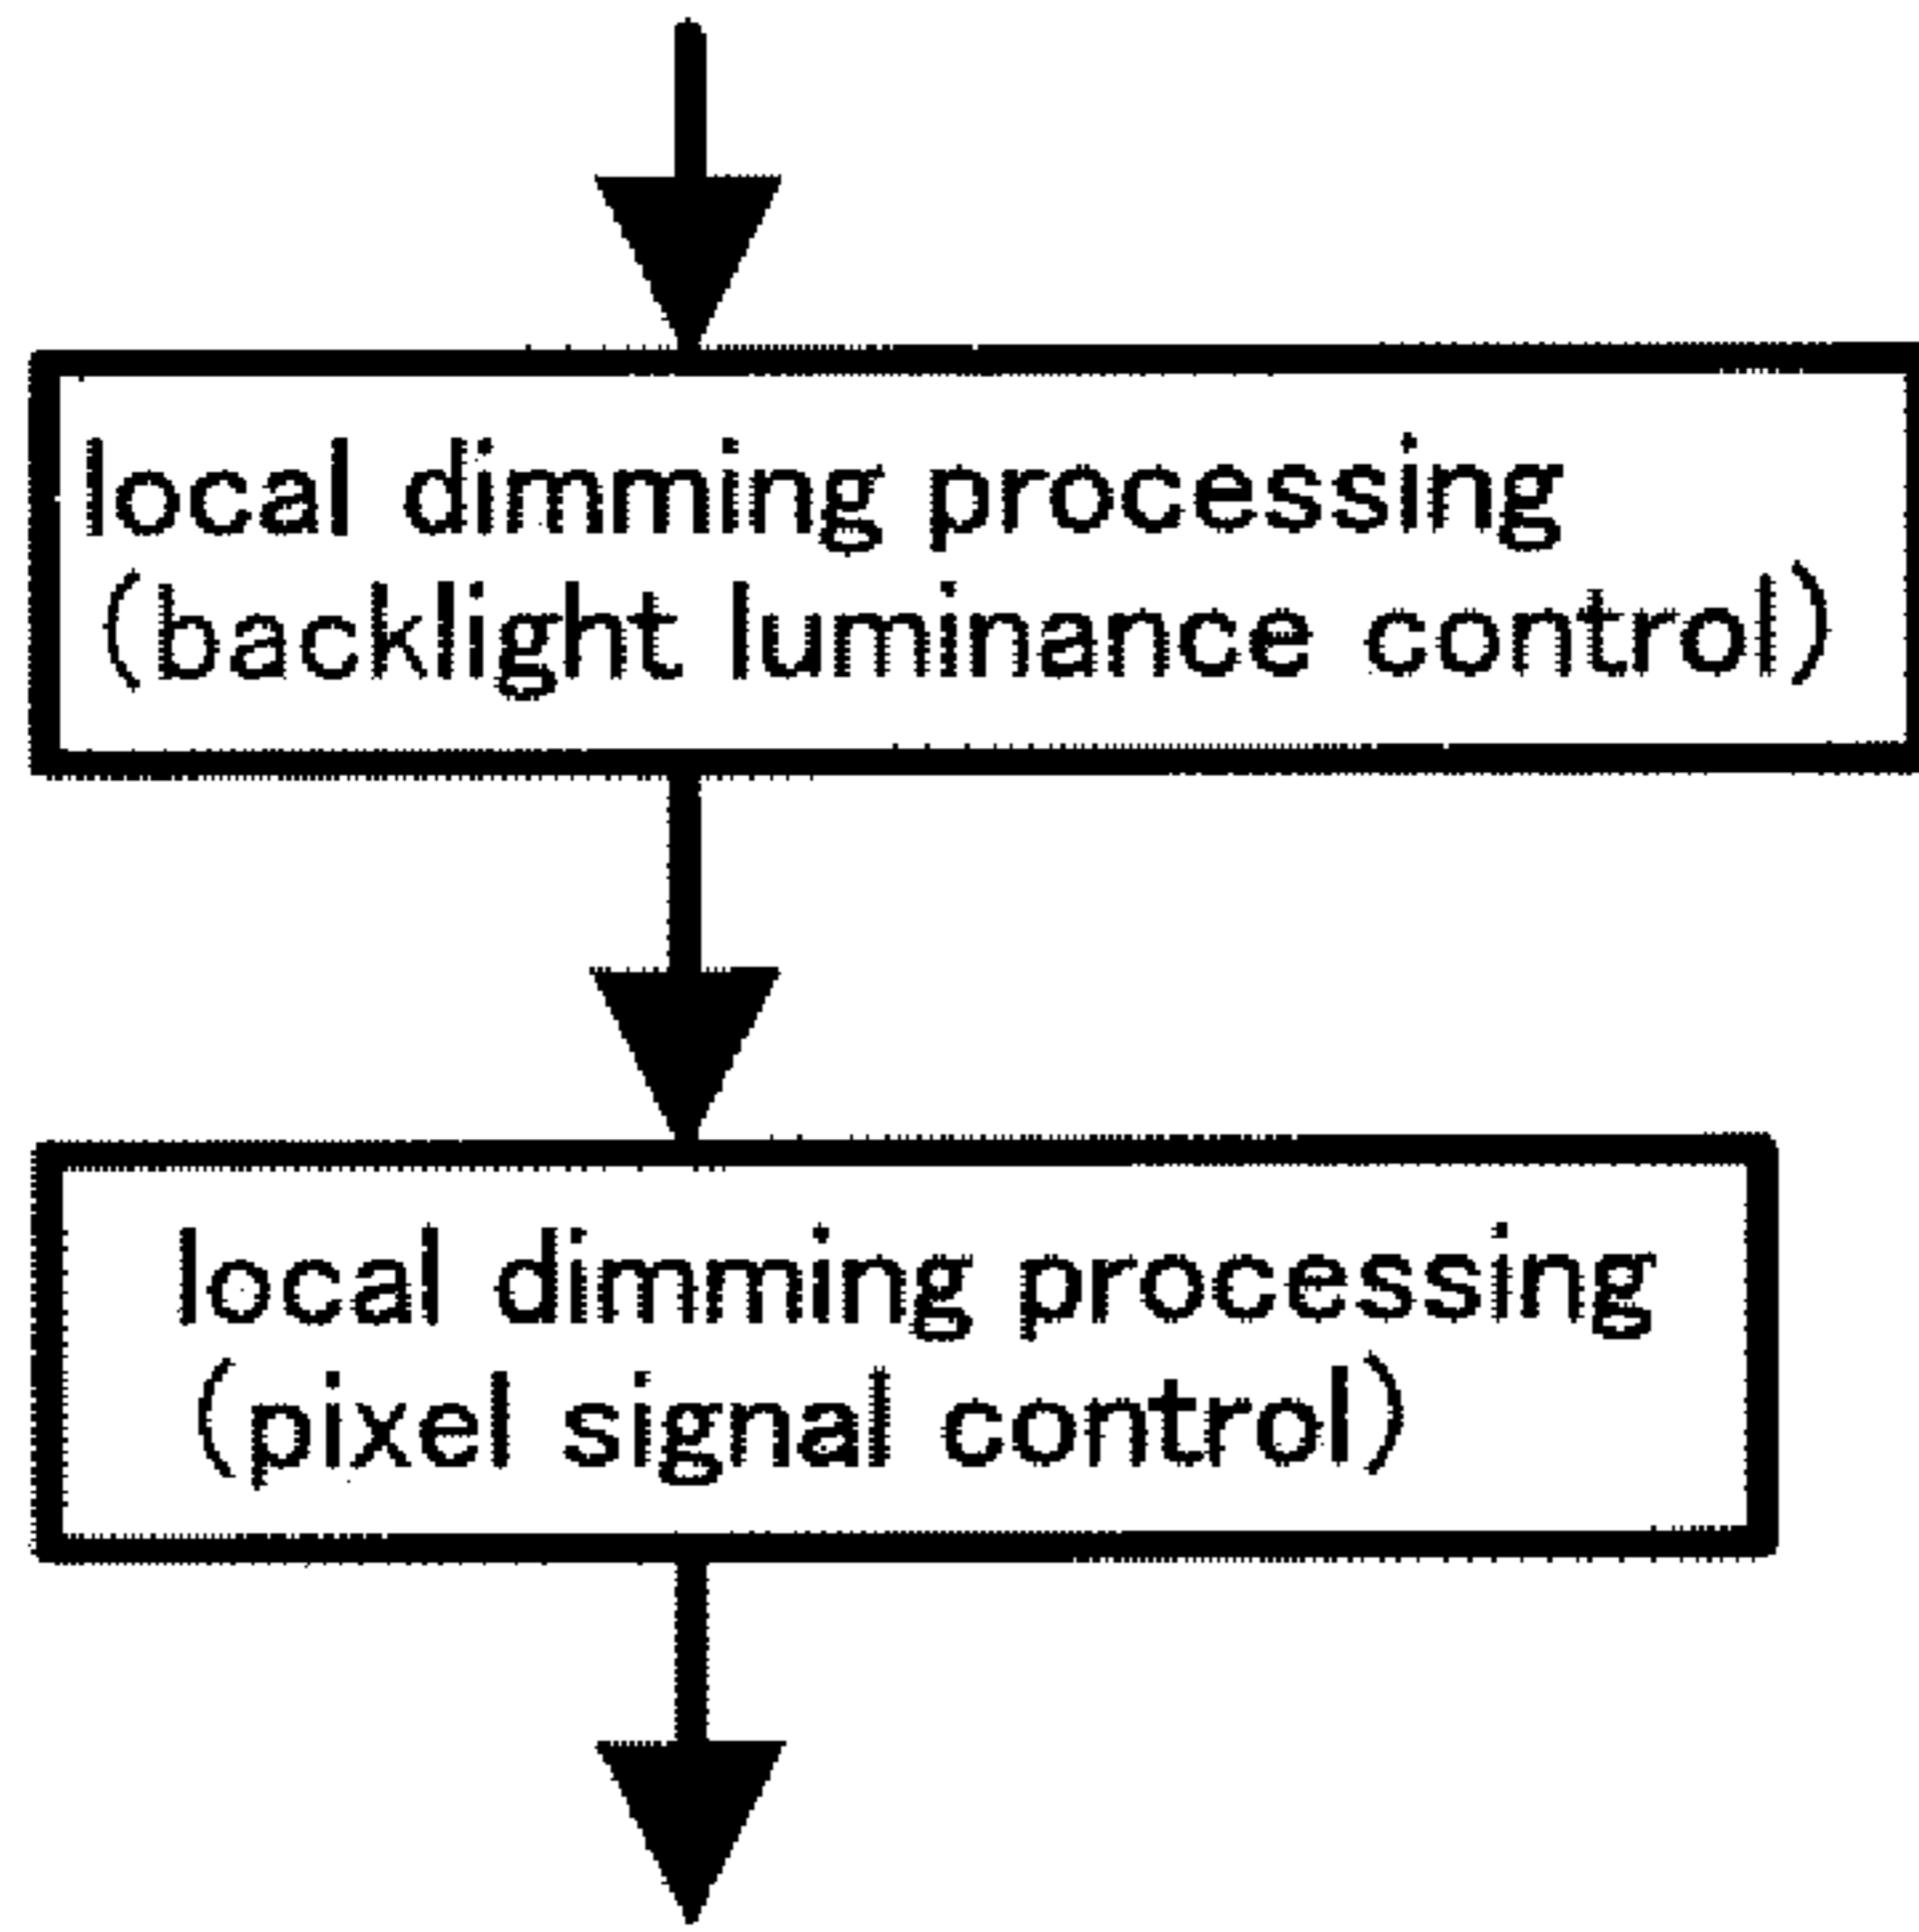 local dimming processing
(backlight luminance control)
local dimming processing
(pixel signal control)